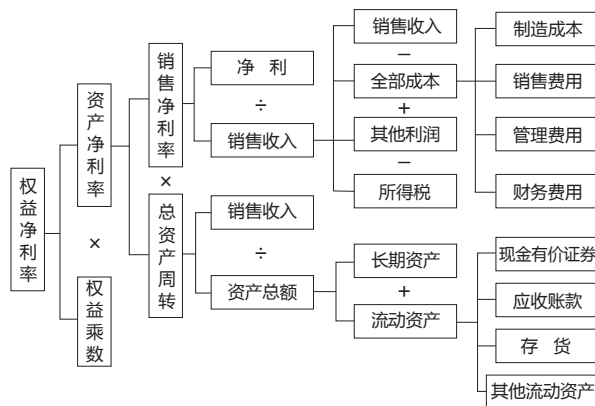 权益净利率
×
资产净利率
权益乘数
销售净利率
×
总资产周转
净 利
÷
销售收入
销售收入
÷
资产总额
销售收入
−
全部成本
+
其他利润
−
所得税
长期资产
+
流动资产
制造成本
销售费用
管理费用
财务费用
现金有价证券
应收账款
存 货
其他流动资产